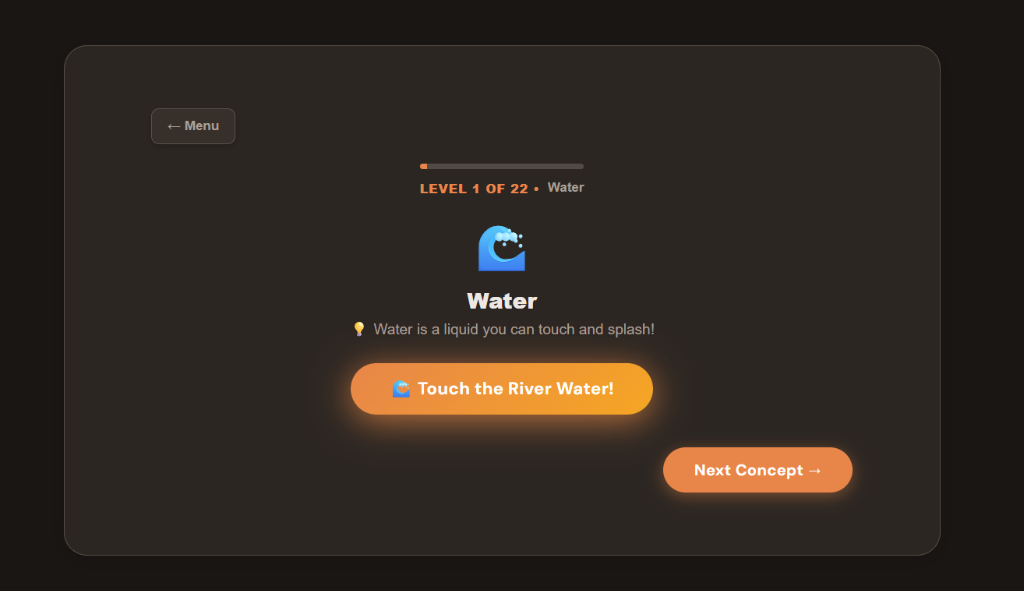 ← Menu
LEVEL 1 OF 22 • Water
Water
Water is a liquid you can touch and splash!
Touch the River Water!
Next Concept →